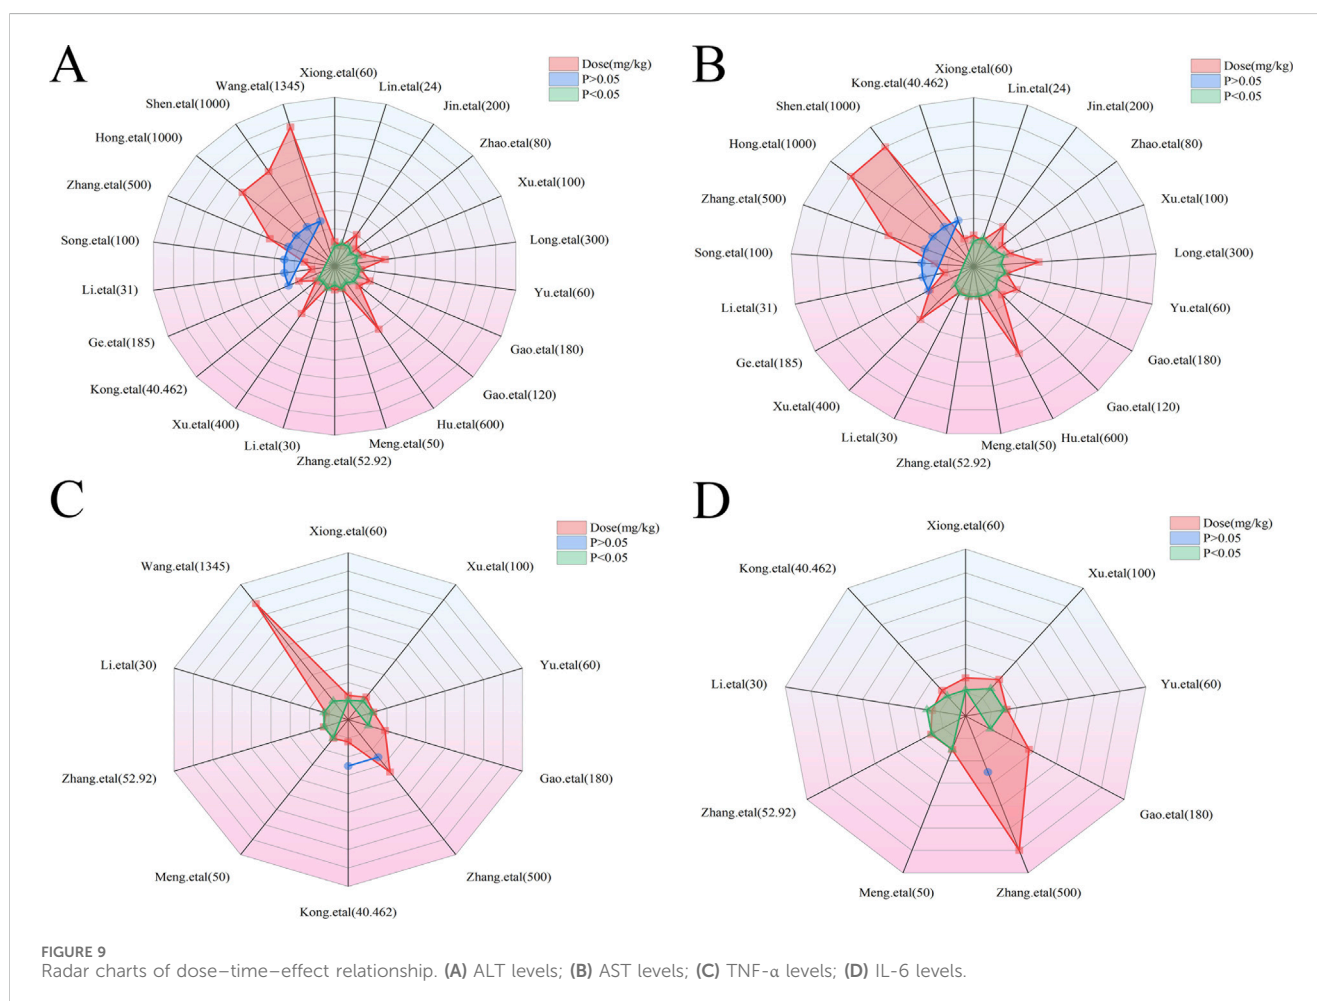 A
Dose(mg/kg)
P>0.05
P<0.05
Xiong.etal(60)
Lin.etal(24)
Jin.etal(200)
Zhao.etal(80)
Xu.etal(100)
Long.etal(300)
Yu.etal(60)
Gao.etal(180)
Gao.etal(120)
Hu.etal(600)
Meng.etal(50)
Zhang.etal(52.92)
Li.etal(30)
Xu.etal(400)
Kong.etal(40.462)
Ge.etal(185)
Li.etal(31)
Song.etal(100)
Zhang.etal(500)
Hong.etal(1000)
Shen.etal(1000)
Wang.etal(1345)
B
Dose(mg/kg)
P>0.05
P<0.05
Xiong.etal(60)
Lin.etal(24)
Jin.etal(200)
Zhao.etal(80)
Xu.etal(100)
Long.etal(300)
Yu.etal(60)
Gao.etal(180)
Gao.etal(120)
Hu.etal(600)
Meng.etal(50)
Zhang.etal(52.92)
Li.etal(30)
Xu.etal(400)
Ge.etal(185)
Li.etal(31)
Song.etal(100)
Zhang.etal(500)
Hong.etal(1000)
Shen.etal(1000)
Kong.etal(40.462)
C
Dose(mg/kg)
P>0.05
P<0.05
Xiong.etal(60)
Xu.etal(100)
Yu.etal(60)
Gao.etal(180)
Zhang.etal(500)
Kong.etal(40.462)
Meng.etal(50)
Zhang.etal(52.92)
Li.etal(30)
Wang.etal(1345)
D
Dose(mg/kg)
P>0.05
P<0.05
Xiong.etal(60)
Xu.etal(100)
Yu.etal(60)
Gao.etal(180)
Zhang.etal(500)
Meng.etal(50)
Zhang.etal(52.92)
Li.etal(30)
Kong.etal(40.462)
FIGURE 9
Radar charts of dose–time–effect relationship. (A) ALT levels; (B) AST levels; (C) TNF-α levels; (D) IL-6 levels.